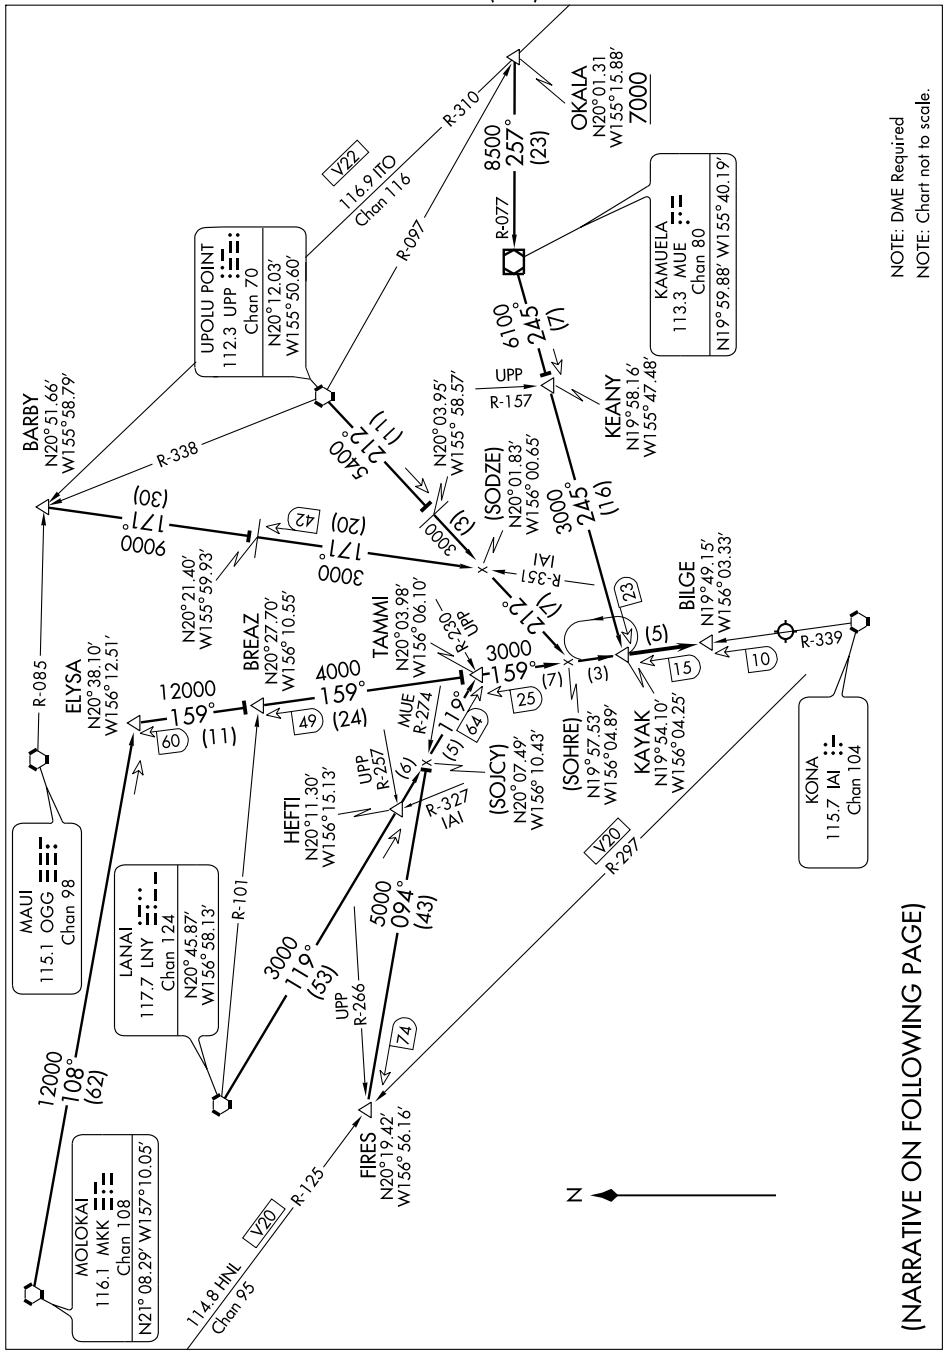 MOLOKAI
116.1 MKK
Chan 108
N21° 08.29' W157° 10.05'
12000
108°
(62)
MAUI
115.1 OGG
Chan 98
R-085
BARBY
N20° 51.66'
W155° 58.79'
ELYSA
N20° 38.10'
W156° 12.51'
60
12000
159°
(11)
LANAI
117.7 LNY
Chan 124
N20° 45.87'
W156° 58.13'
R-101
BREAZ
N20° 27.70'
W156° 10.55'
49
4000
159°
(24)
9000
171°
(30)
N20° 21.40'
W155° 59.93'
42
3000
171°
(20)
R-338
UPOLU POINT
112.3 UPP
Chan 70
N20° 12.03'
W155° 50.60'
V22
116.9 ITO
Chan 116
R-310
R-097
5400
212°
(11)
N20° 03.95'
W155° 58.57'
3000
(3)
(SODZE)
N20° 01.83'
W156° 00.65'
R-351
IAI
212°
(7)
3000
119°
(53)
HEFTI
N20° 11.30'
W156° 15.13'
UPP
R-257
(6)
R-327
IAI
MUE
R-274
TAMMI
N20° 03.98'
W156° 06.10'
R-230
UPP
119°
(5)
64
(SOJCY)
N20° 07.49'
W156° 10.43'
25
3000
159°
(7)
(SOHRE)
N19° 57.53'
W156° 04.89'
(3)
114.8 HNL
Chan 95
V20
R-125
FIRES
N20° 19.42'
W156° 56.16'
UPP
R-266
74
5000
094°
(43)
OKALA
N20° 01.31
W155° 15.88'
7000
8500
257°
(23)
R-077
KAMUELA
113.3 MUE
Chan 80
N19° 59.88' W155° 40.19'
6100
245°
(7)
UPP
R-157
KEANY
N19° 58.16'
W155° 47.48'
3000
245°
(16)
23
KAYAK
N19° 54.10'
W156° 04.25'
15
(5)
BILGE
N19° 49.15'
W156° 03.33'
10
R-339
V20
R-297
KONA
115.7 IAI
Chan 104
N
NOTE: DME Required
NOTE: Chart not to scale.
(NARRATIVE ON FOLLOWING PAGE)